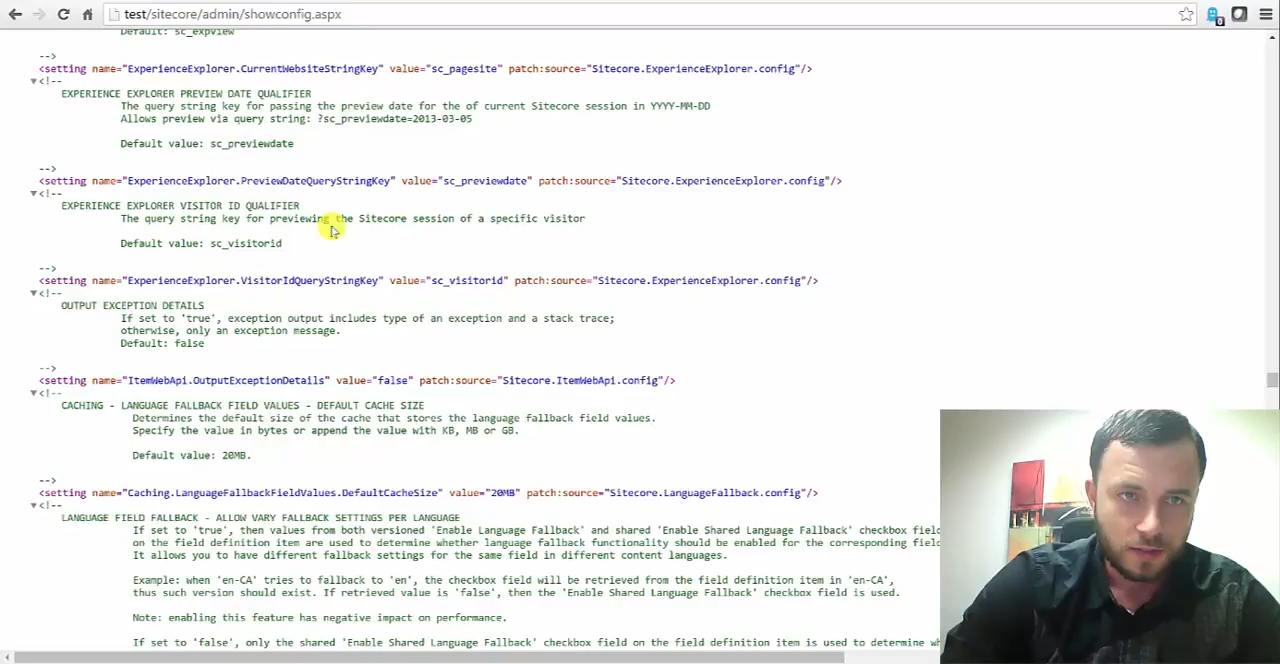 test/sitecore/admin/showconfig.aspx
0
Default: sc_expview
-->
<setting name="ExperienceExplorer.CurrentWebsiteStringKey" value="sc_pagesite" patch:source="Sitecore.ExperienceExplorer.config"/>
▼<!--
EXPERIENCE EXPLORER PREVIEW DATE QUALIFIER
The query string key for passing the preview date for the of current Sitecore session in YYYY-MM-DD
Allows preview via query string: ?sc_previewdate=2013-03-05
Default value: sc_previewdate
-->
<setting name="ExperienceExplorer.PreviewDateQueryStringKey" value="sc_previewdate" patch:source="Sitecore.ExperienceExplorer.config"/>
▼<!--
EXPERIENCE EXPLORER VISITOR ID QUALIFIER
The query string key for previewing the Sitecore session of a specific visitor
Default value: sc_visitorid
-->
<setting name="ExperienceExplorer.VisitorIdQueryStringKey" value="sc_visitorid" patch:source="Sitecore.ExperienceExplorer.config"/>
▼<!--
OUTPUT EXCEPTION DETAILS
If set to 'true', exception output includes type of an exception and a stack trace;
otherwise, only an exception message.
Default: false
-->
<setting name="ItemWebApi.OutputExceptionDetails" value="false" patch:source="Sitecore.ItemWebApi.config"/>
▼<!--
CACHING - LANGUAGE FALLBACK FIELD VALUES - DEFAULT CACHE SIZE
Determines the default size of the cache that stores the language fallback field values.
Specify the value in bytes or append the value with KB, MB or GB.
Default value: 20MB.
-->
<setting name="Caching.LanguageFallbackFieldValues.DefaultCacheSize" value="20MB" patch:source="Sitecore.LanguageFallback.config"/>
▼<!--
LANGUAGE FIELD FALLBACK - ALLOW VARY FALLBACK SETTINGS PER LANGUAGE
If set to 'true', then values from both versioned 'Enable Language Fallback' and shared 'Enable Shared Language Fallback' checkbox field
on the field definition item are used to determine whether language fallback functionality should be enabled for the corresponding field
It allows you to have different fallback settings for the same field in different content languages.
Example: when 'en-CA' tries to fallback to 'en', the checkbox field will be retrieved from the field definition item in 'en-CA',
thus such version should exist. If retrieved value is 'false', then the 'Enable Shared Language Fallback' checkbox field is used.
Note: enabling this feature has negative impact on performance.
If set to 'false', only the shared 'Enable Shared Language Fallback' checkbox field on the field definition item is used to determine